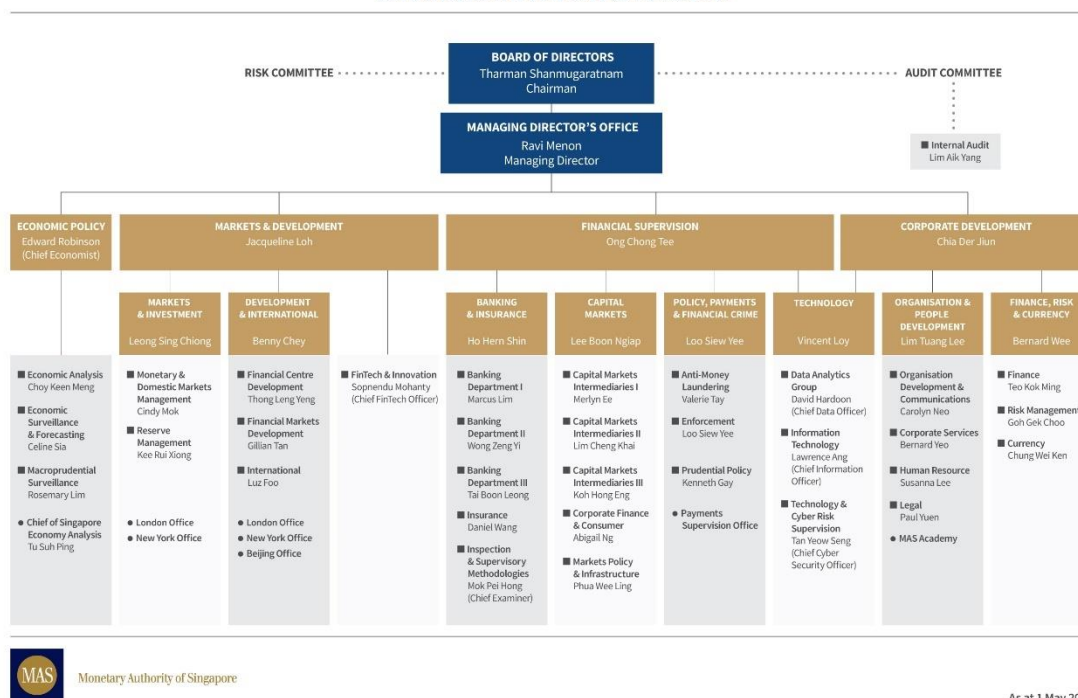 BOARD OF DIRECTORS
Tharman Shanmugaratnam
Chairman
RISK COMMITTEE
AUDIT COMMITTEE
MANAGING DIRECTOR'S OFFICE
Ravi Menon
Managing Director
Internal Audit
Lim Aik Yang
ECONOMIC POLICY
Edward Robinson
(Chief Economist)
MARKETS & DEVELOPMENT
Jacqueline Loh
FINANCIAL SUPERVISION
Ong Chong Tee
CORPORATE DEVELOPMENT
Chia Der Jiun
MARKETS
& INVESTMENT
Leong Sing Chiong
DEVELOPMENT
& INTERNATIONAL
Benny Chey
BANKING
& INSURANCE
Ho Hern Shin
CAPITAL
MARKETS
Lee Boon Ngiap
POLICY, PAYMENTS
& FINANCIAL CRIME
Loo Siew Yee
TECHNOLOGY
Vincent Loy
ORGANISATION &
PEOPLE
DEVELOPMENT
Lim Tuang Lee
FINANCE, RISK
& CURRENCY
Bernard Wee
Economic Analysis
Choy Keen Meng
Economic
Surveillance
& Forecasting
Celine Sia
Macroprudential
Surveillance
Rosemary Lim
Chief of Singapore
Economy Analysis
Tu Suh Ping
Monetary &
Domestic Markets
Management
Cindy Mok
Reserve
Management
Kee Rui Xiong
London Office
New York Office
Financial Centre
Development
Thong Leng Yeng
Financial Markets
Development
Gillian Tan
International
Luz Foo
London Office
New York Office
Beijing Office
FinTech & Innovation
Sopnendu Mohanty
(Chief FinTech Officer)
Banking
Department I
Marcus Lim
Banking
Department II
Wong Zeng Yi
Banking
Department III
Tai Boon Leong
Insurance
Daniel Wang
Inspection
& Supervisory
Methodologies
Mok Pei Hong
(Chief Examiner)
Capital Markets
Intermediaries I
Merlyn Ee
Capital Markets
Intermediaries II
Lim Cheng Khai
Capital Markets
Intermediaries III
Koh Hong Eng
Corporate Finance
& Consumer
Abigail Ng
Markets Policy
& Infrastructure
Phua Wee Ling
Anti-Money
Laundering
Valerie Tay
Enforcement
Loo Siew Yee
Prudential Policy
Kenneth Gay
Payments
Supervision Office
Data Analytics
Group
David Hardoon
(Chief Data Officer)
Information
Technology
Lawrence Ang
(Chief Information
Officer)
Technology &
Cyber Risk
Supervision
Tan Yeow Seng
(Chief Cyber
Security Officer)
Organisation
Development &
Communications
Carolyn Neo
Corporate Services
Bernard Yeo
Human Resource
Susanna Lee
Legal
Paul Yuen
MAS Academy
Finance
Teo Kok Ming
Risk Management
Goh Gek Choo
Currency
Chung Wei Ken
MAS
Monetary Authority of Singapore
As at 1 May 20